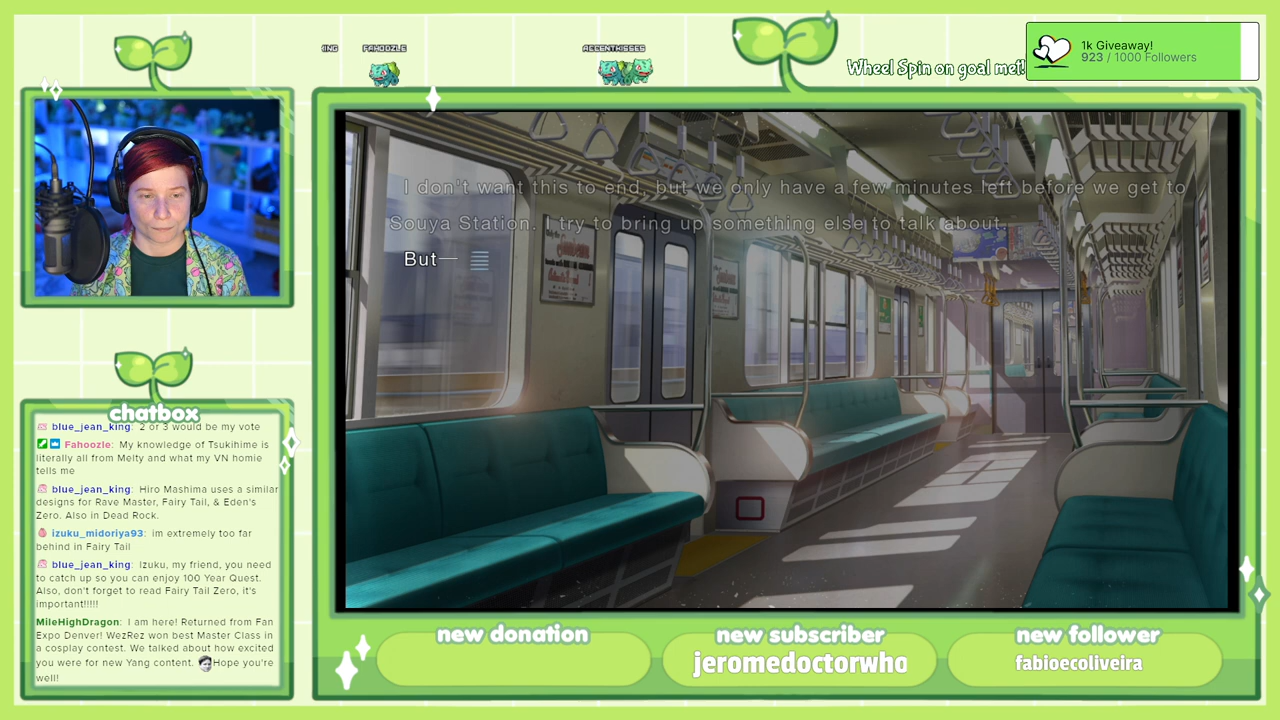 ING
FAHOOZLE
ACCENTKISSES
Wheel Spin on goal met!
1k Giveaway!
923 / 1000 Followers
I don't want this to end, but we only have a few minutes left before we get to
Souya Station. I try to bring up something else to talk about.
But—
chatbox
blue_jean_king: 2 or 3 would be my vote
Fahoozle: My knowledge of Tsukihime is
literally all from Melty and what my VN homie
tells me
blue_jean_king: Hiro Mashima uses a similar
designs for Rave Master, Fairy Tail, & Eden's
Zero. Also in Dead Rock.
izuku_midoriya93: im extremely too far
behind in Fairy Tail
blue_jean_king: Izuku, my friend, you need
to catch up so you can enjoy 100 Year Quest.
Also, don't forget to read Fairy Tail Zero, it's
important!!!!!
MileHighDragon: I am here! Returned from Fan
Expo Denver! WezRez won best Master Class in
a cosplay contest. We talked about how excited
you were for new Yang content. Hope you're
well!
new donation
new subscriber
jeromedoctorwho
new follower
fabioecoliveira